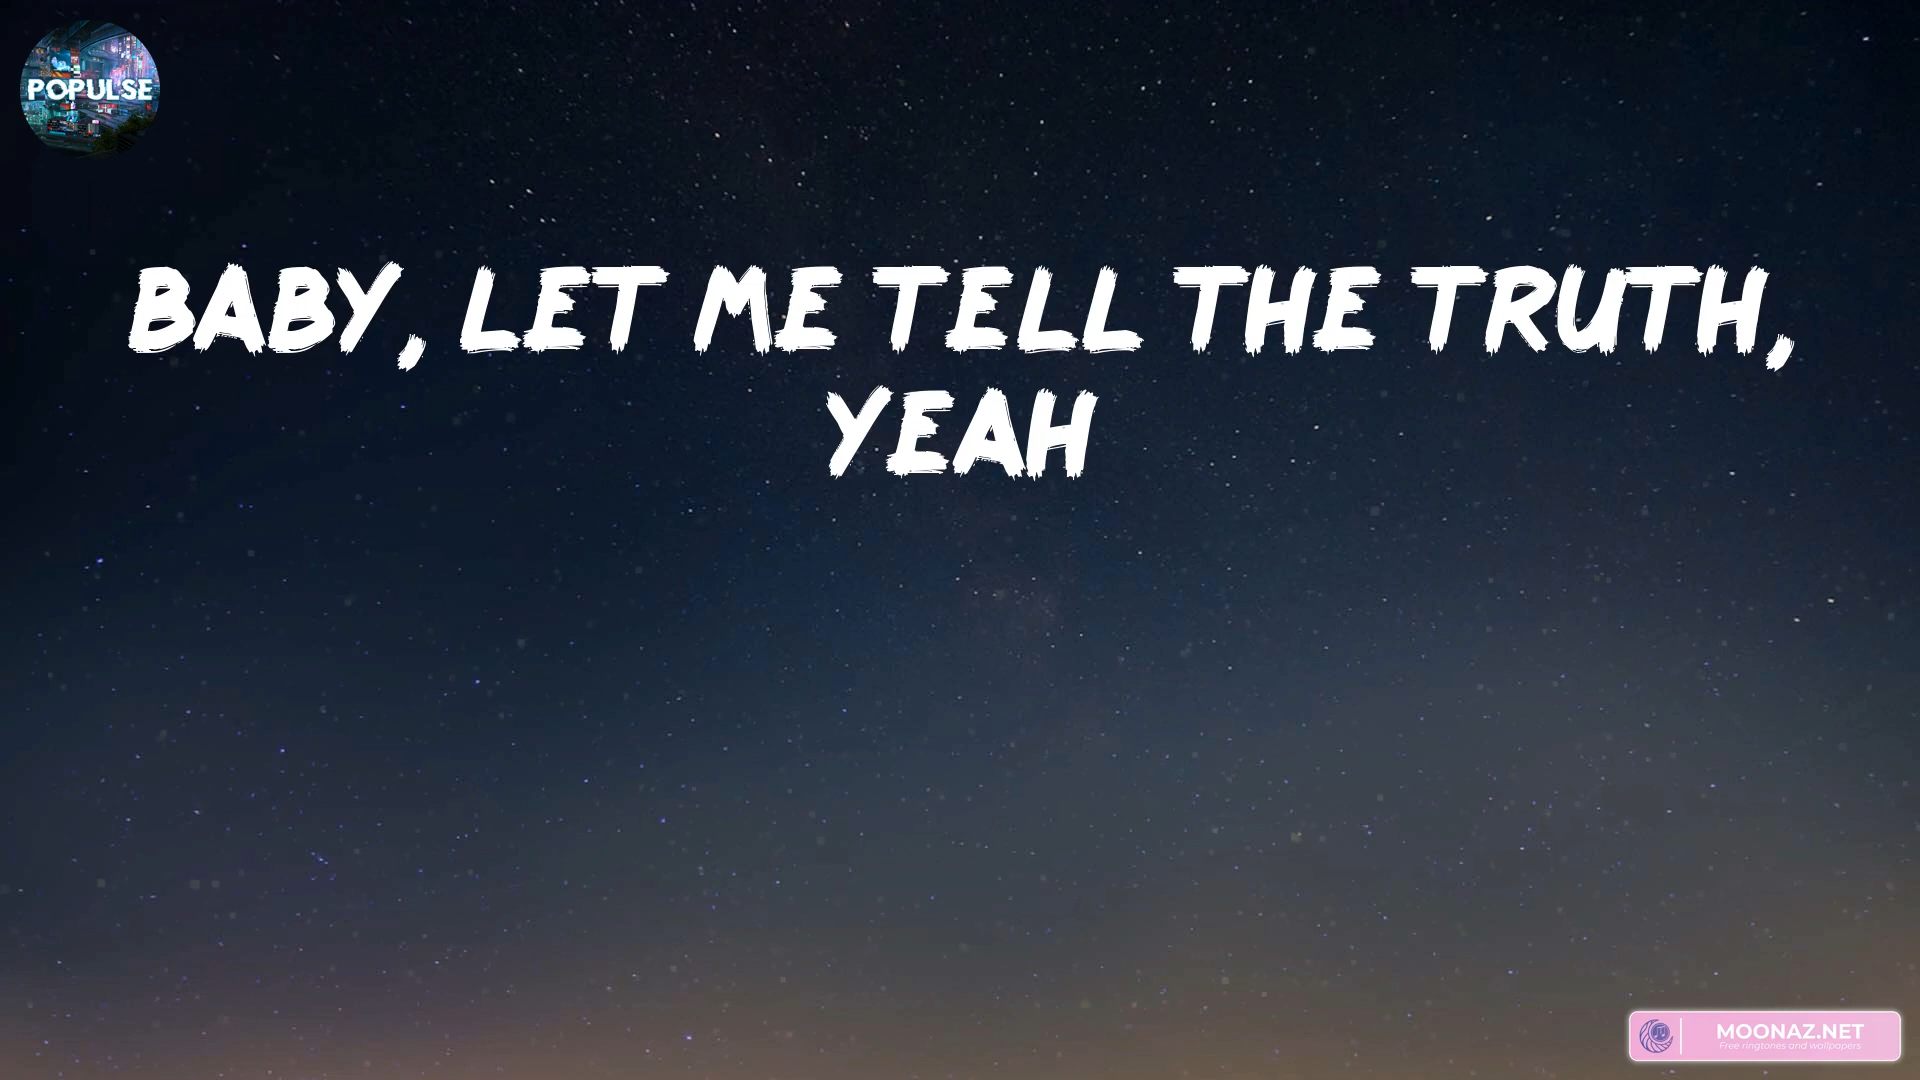 POPULSE
BABY, LET ME TELL THE TRUTH,
YEAH
MOONAZ.NET
Free ringtones and wallpapers